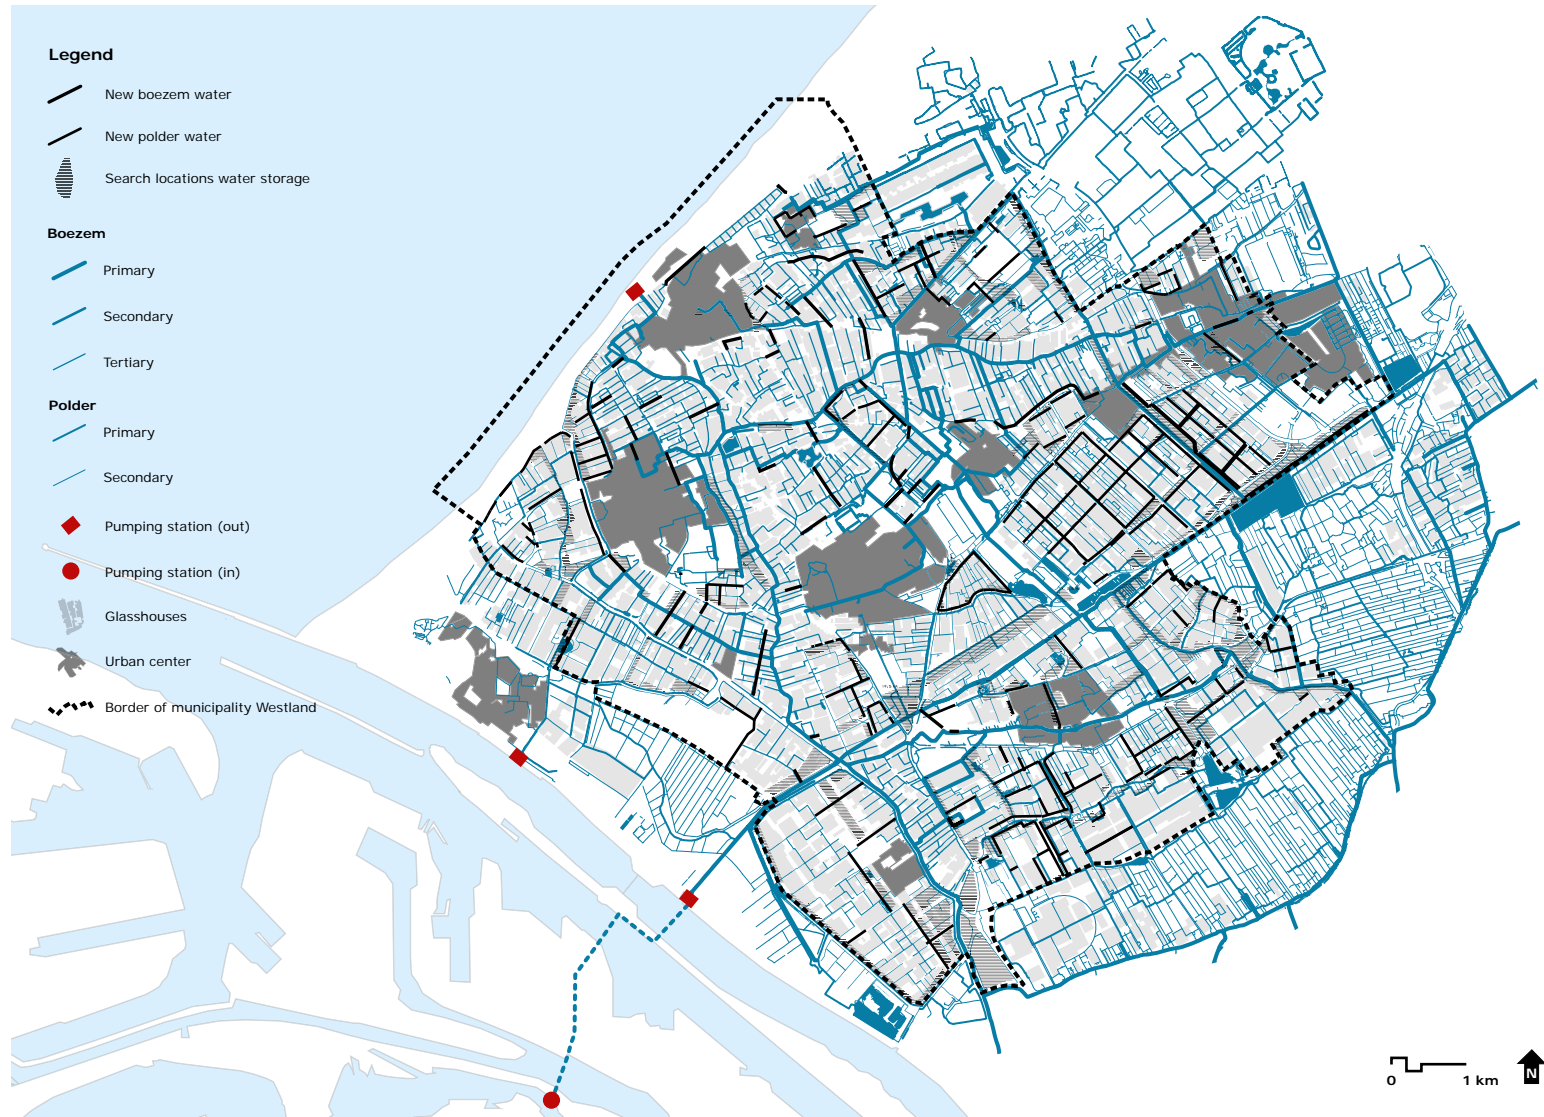 Legend
New boezem water
New polder water
Search locations water storage
Boezem
Primary
Secondary
Tertiary
Polder
Primary
Secondary
Pumping station (out)
Pumping station (in)
Glasshouses
Urban center
Border of municipality Westland
0 1 km
N